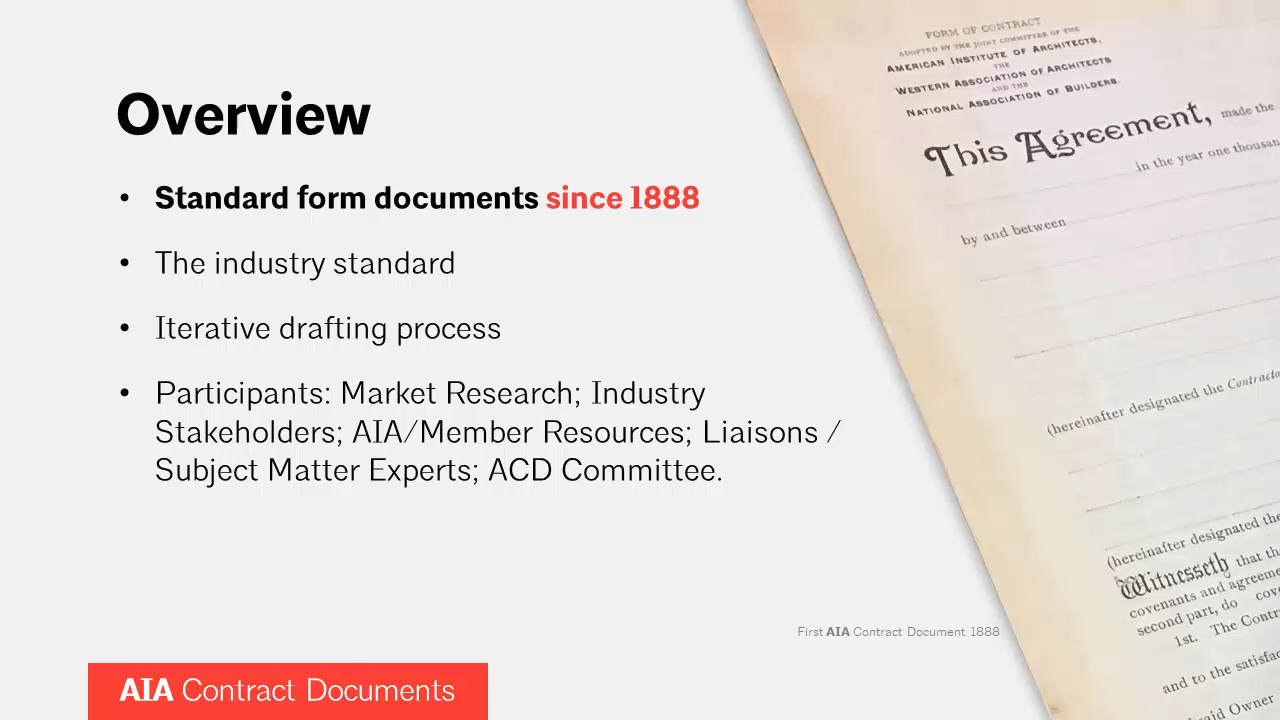 Overview
• Standard form documents since 1888
• The industry standard
• Iterative drafting process
• Participants: Market Research; Industry
Stakeholders; AIA/Member Resources; Liaisons /
Subject Matter Experts; ACD Committee.
First AIA Contract Document 1888
AIA Contract Documents
FORM OF CONTRACT
ADOPTED BY THE JOINT COMMITTEE OF THE
AMERICAN INSTITUTE OF ARCHITECTS,
THE
WESTERN ASSOCIATION OF ARCHITECTS
AND THE
NATIONAL ASSOCIATION OF BUILDERS.
This Agreement, made the
in the year one thousan
by and between
(hereinafter designated the Contracto
(hereinafter designated the
Witnesseth that th
covenants and agreeme
second part, do cove
1st. The Contr
and to the satisfac
said Owner